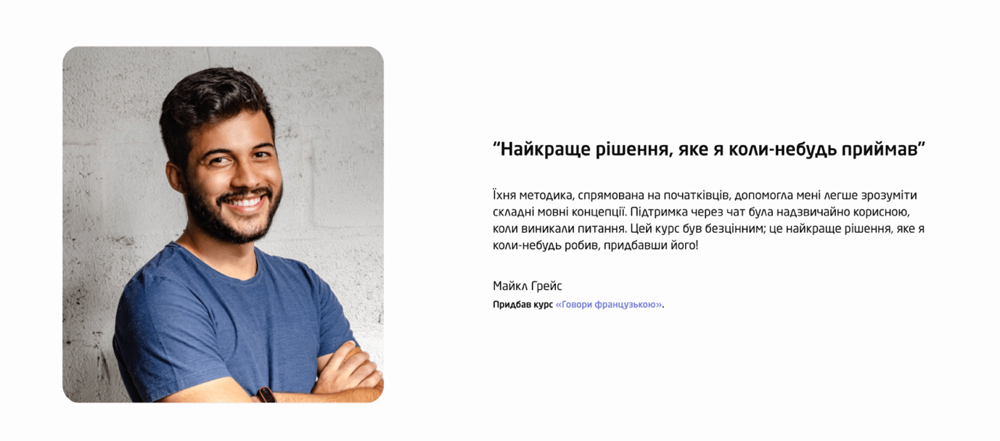 “Найкраще рішення, яке я коли-небудь приймав”
Їхня методика, спрямована на початківців, допомогла мені легше зрозуміти
складні мовні концепції. Підтримка через чат була надзвичайно корисною,
коли виникали питання. Цей курс був безцінним; це найкраще рішення, яке я
коли-небудь робив, придбавши його!
Майкл Грейс
Придбав курс «Говори французькою».